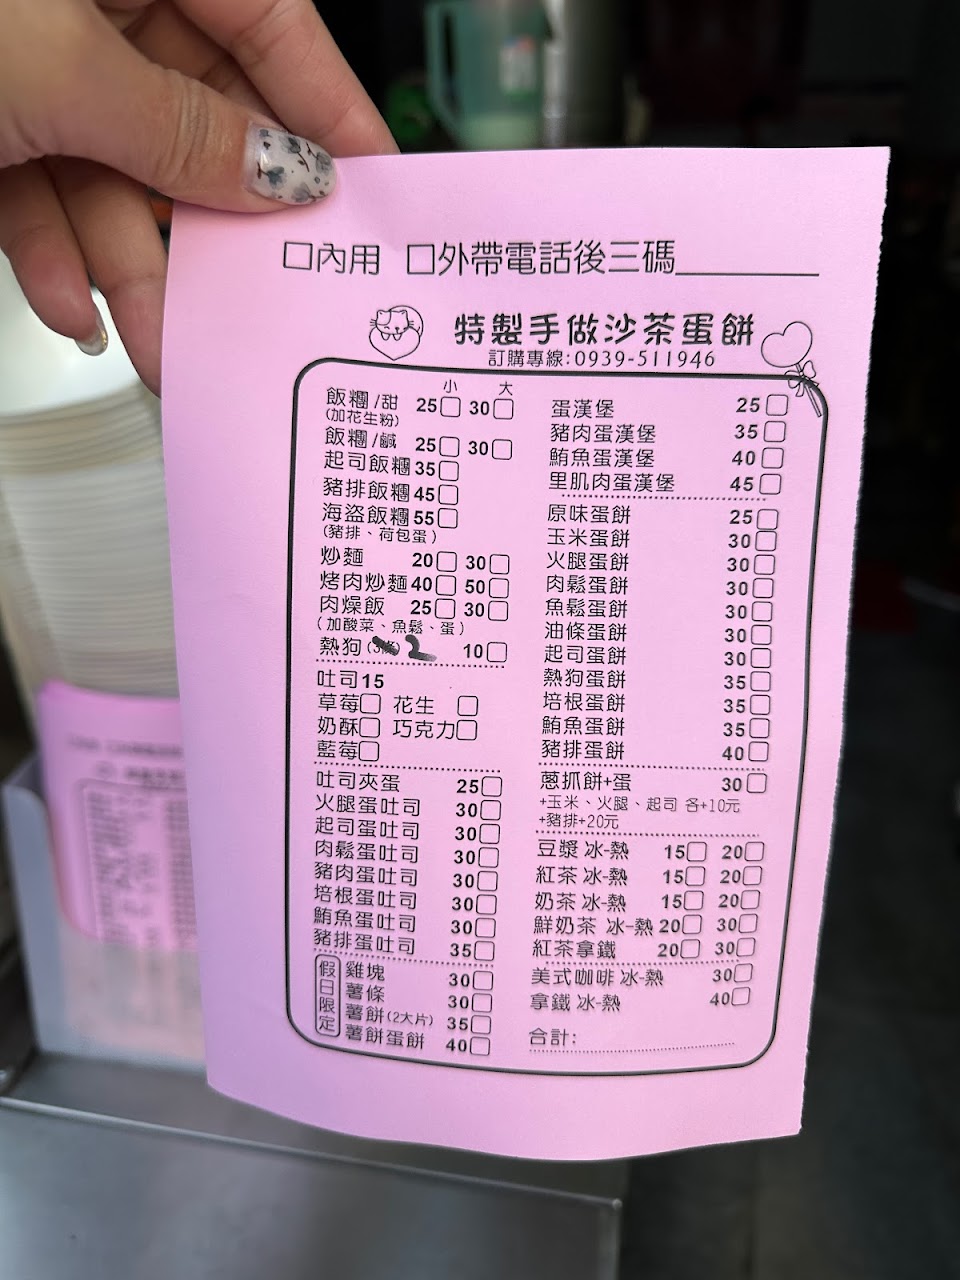 □內用 □外帶電話後三碼________
特製手做沙茶蛋餅
訂購專線:0939-511946
小 大
飯糰/甜 25□ 30□
(加花生粉)
飯糰/鹹 25□ 30□
起司飯糰 35□
豬排飯糰 45□
海盜飯糰 55□
(豬排、荷包蛋)
炒麵 20□ 30□
烤肉炒麵 40□ 50□
肉燥飯 25□ 30□
(加酸菜、魚鬆、蛋)
熱狗 2 10□
吐司15
草莓□ 花生□
奶酥□ 巧克力□
藍莓□
吐司夾蛋 25□
火腿蛋吐司 30□
起司蛋吐司 30□
肉鬆蛋吐司 30□
豬肉蛋吐司 30□
培根蛋吐司 30□
鮪魚蛋吐司 30□
豬排蛋吐司 35□
假日限定
雞塊 30□
薯條 30□
薯餅(2大片) 35□
薯餅蛋餅 40□
蛋漢堡 25□
豬肉蛋漢堡 35□
鮪魚蛋漢堡 40□
里肌肉蛋漢堡 45□
原味蛋餅 25□
玉米蛋餅 30□
火腿蛋餅 30□
肉鬆蛋餅 30□
魚鬆蛋餅 30□
油條蛋餅 30□
起司蛋餅 30□
熱狗蛋餅 35□
培根蛋餅 35□
鮪魚蛋餅 35□
豬排蛋餅 40□
蔥抓餅+蛋 30□
+玉米、火腿、起司 各+10元
+豬排+20元
豆漿 冰-熱 15□ 20□
紅茶 冰-熱 15□ 20□
奶茶 冰-熱 15□ 20□
鮮奶茶 冰-熱 20□ 30□
紅茶拿鐵 20□ 30□
美式咖啡 冰-熱 30□
拿鐵 冰-熱 40□
合計: